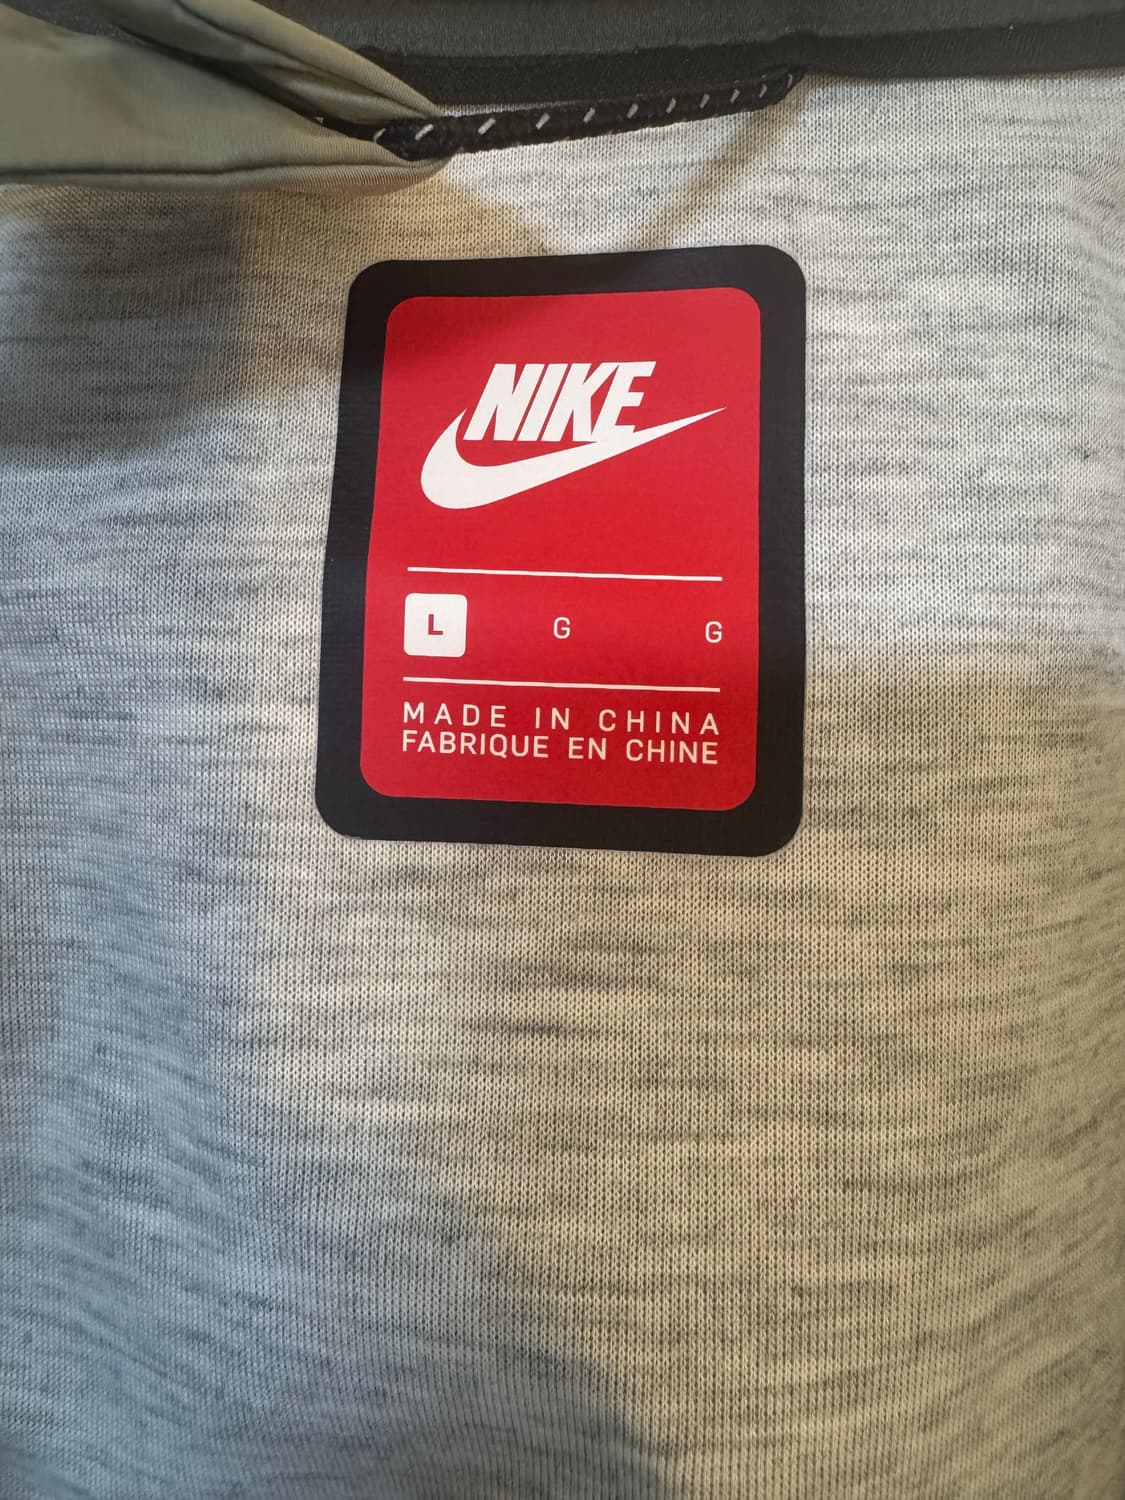 NIKE
L G G
MADE IN CHINA
FABRIQUE EN CHINE